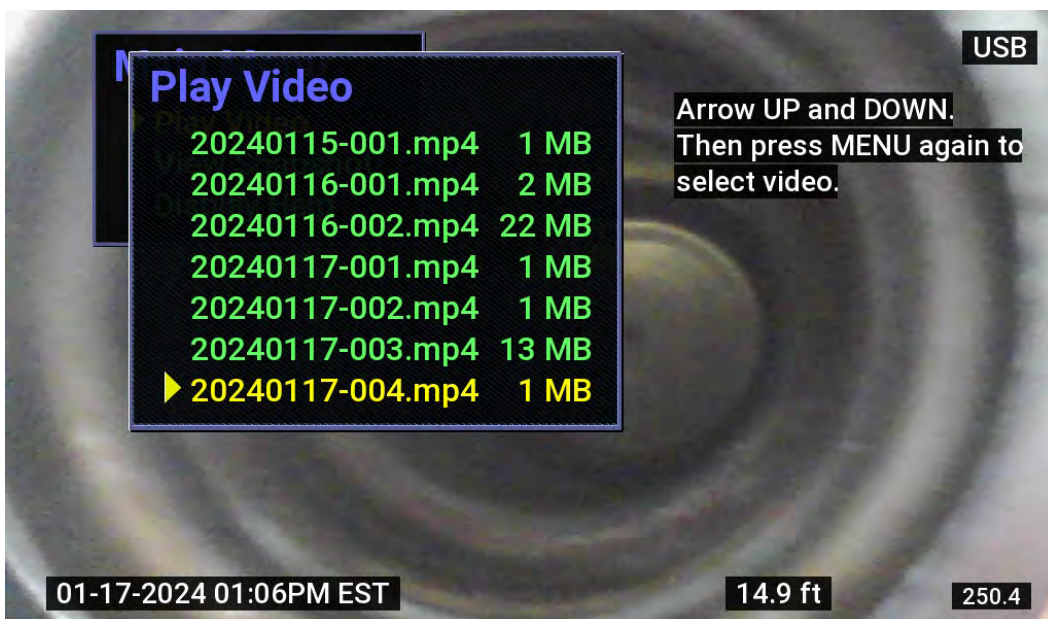 USB
Play Video
20240115-001.mp4 1 MB
20240116-001.mp4 2 MB
20240116-002.mp4 22 MB
20240117-001.mp4 1 MB
20240117-002.mp4 1 MB
20240117-003.mp4 13 MB
20240117-004.mp4 1 MB
Play Video
Arrow UP and DOWN.
Then press MENU again to
select video.
01-17-2024 01:06PM EST
14.9 ft
250.4